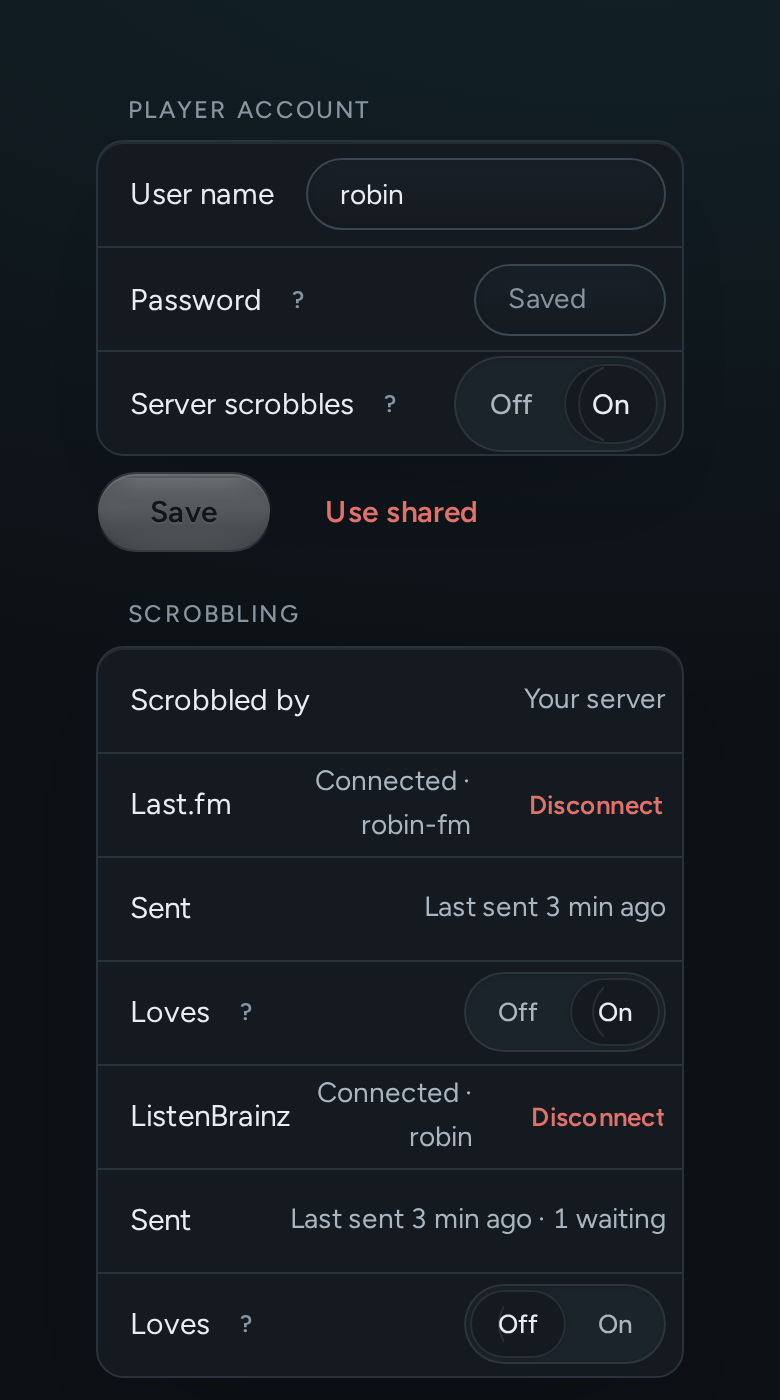 PLAYER ACCOUNT
User name robin
Password ? Saved
Server scrobbles ? Off On
Save Use shared
SCROBBLING
Scrobbled by Your server
Last.fm Connected · robin-fm Disconnect
Sent Last sent 3 min ago
Loves ? Off On
ListenBrainz Connected · robin Disconnect
Sent Last sent 3 min ago · 1 waiting
Loves ? Off On